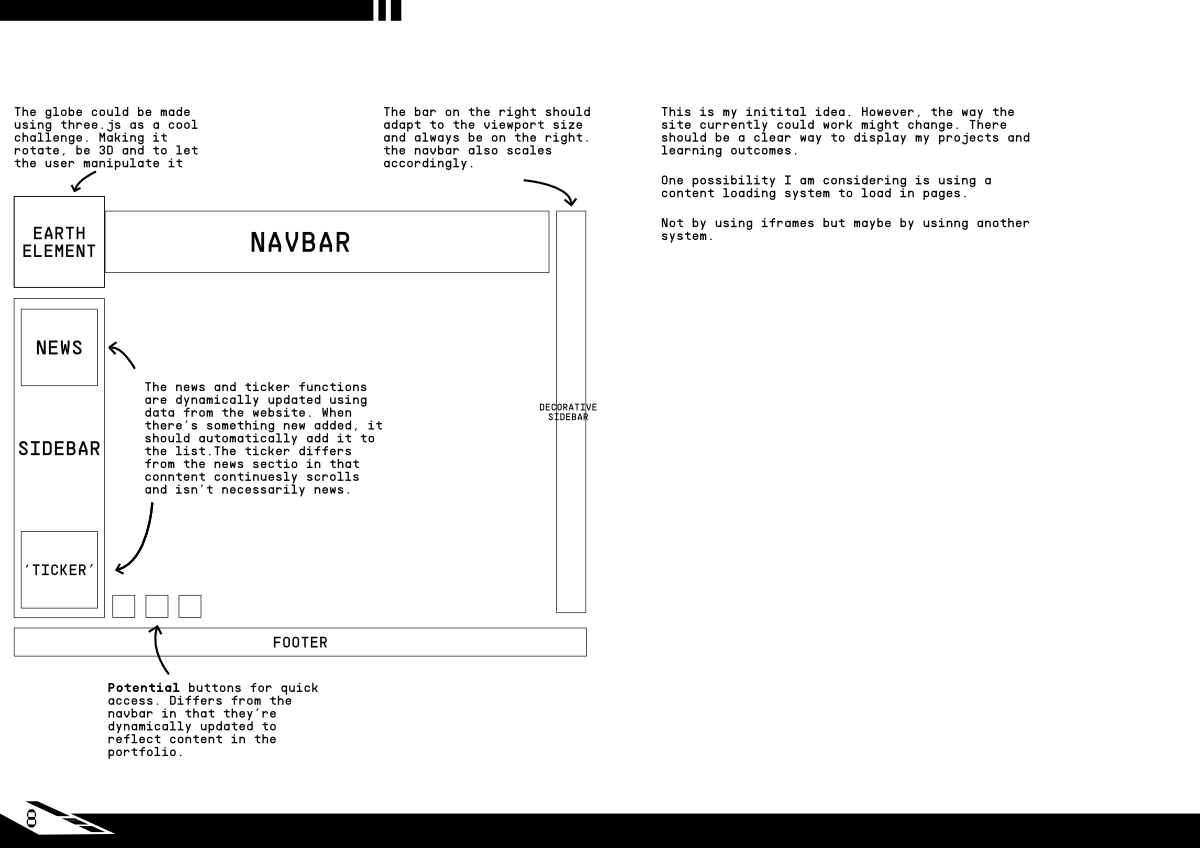 The globe could be made
using three.js as a cool
challenge. Making it
rotate, be 3D and to let
the user manipulate it
The bar on the right should
adapt to the viewport size
and always be on the right.
the navbar also scales
accordingly.
This is my initital idea. However, the way the
site currently could work might change. There
should be a clear way to display my projects and
learning outcomes.
One possibility I am considering is using a
content loading system to load in pages.
Not by using iframes but maybe by usinng another
system.
EARTH
ELEMENT
NAVBAR
NEWS
The news and ticker functions
are dynamically updated using
data from the website. When
there's something new added, it
should automatically add it to
the list.The ticker differs
from the news sectio in that
conntent continuesly scrolls
and isn't necessarily news.
DECORATIVE
SIDEBAR
SIDEBAR
'TICKER'
FOOTER
Potential buttons for quick
access. Differs from the
navbar in that they're
dynamically updated to
reflect content in the
portfolio.
8